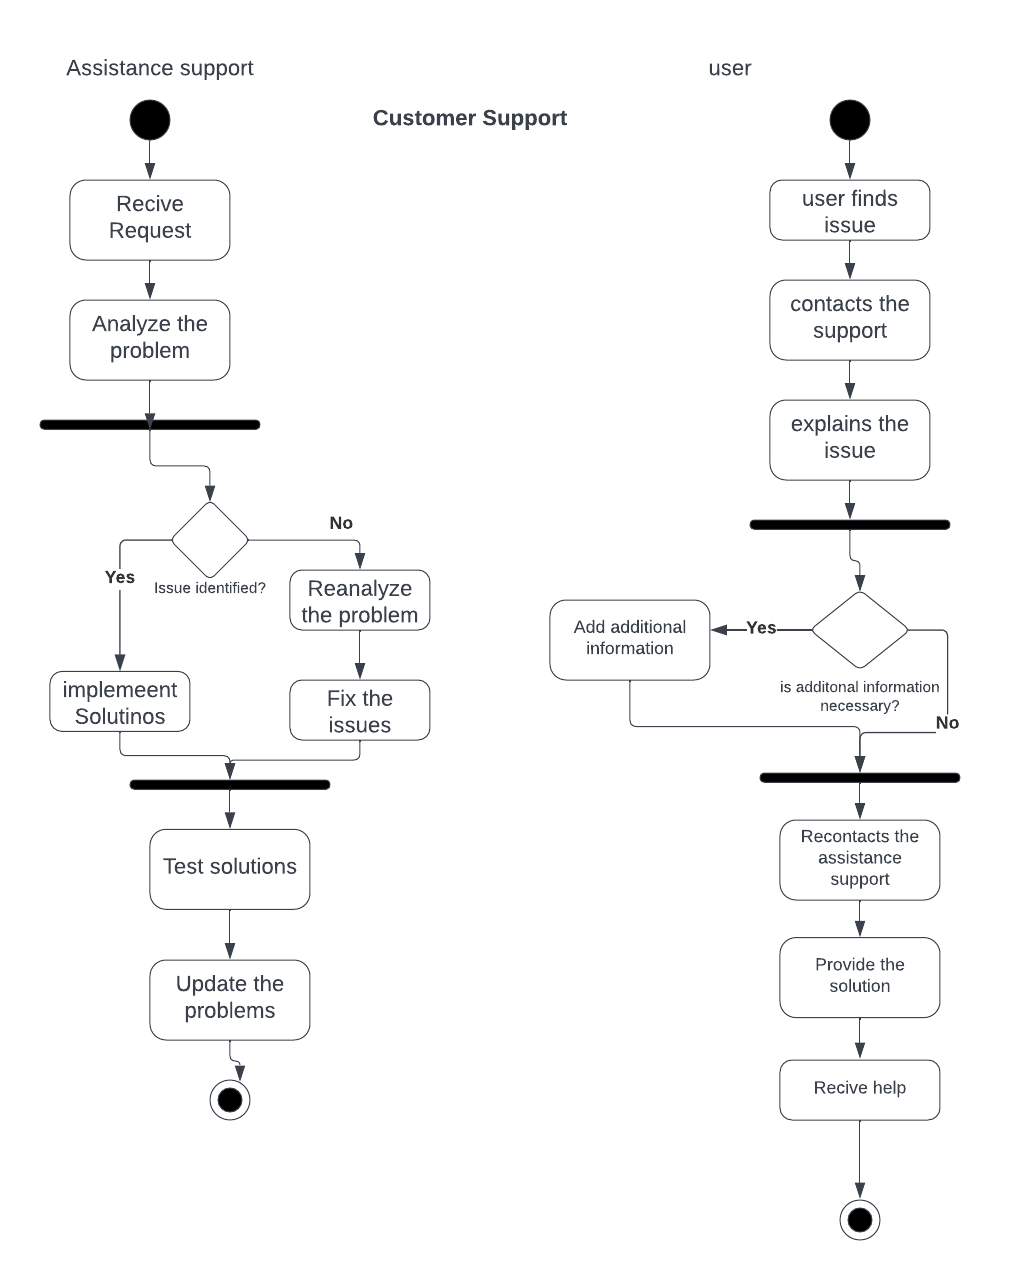 Assistance support
user
Customer Support
Recive
Request
Analyze the
problem
No
Yes
Issue identified?
Reanalyze
the problem
implemeent
Solutinos
Fix the
issues
Test solutions
Update the
problems
user finds
issue
contacts the
support
explains the
issue
Add additional
information
Yes
is additonal information
necessary?
No
Recontacts the
assistance
support
Provide the
solution
Recive help